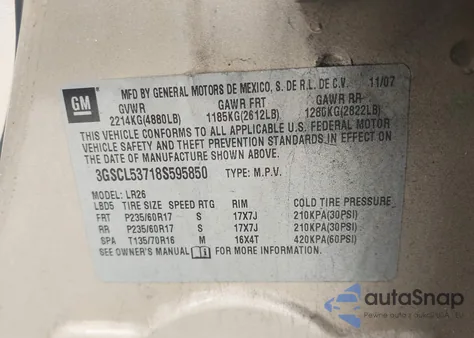 GM
MFD BY GENERAL MOTORS DE MEXICO, S. DE R.L. DE C.V. 11/07
GVWR GAWR FRT GAWR RR
2214KG(4880LB) 1185KG(2612LB) 1280KG(2822LB)
THIS VEHICLE CONFORMS TO ALL APPLICABLE U.S. FEDERAL MOTOR
VEHICLE SAFETY AND THEFT PREVENTION STANDARDS IN EFFECT ON
THE DATE OF MANUFACTURE SHOWN ABOVE.
3GSCL53718S595850 TYPE: M.P.V.
MODEL: LR26
LBD5 TIRE SIZE SPEED RTG RIM COLD TIRE PRESSURE
FRT P235/60R17 S 17X7J 210KPA(30PSI)
RR P235/60R17 S 17X7J 210KPA(30PSI)
SPA T135/70R16 M 16X4T 420KPA(60PSI)
SEE OWNER'S MANUAL FOR MORE INFORMATION.
autoSnap